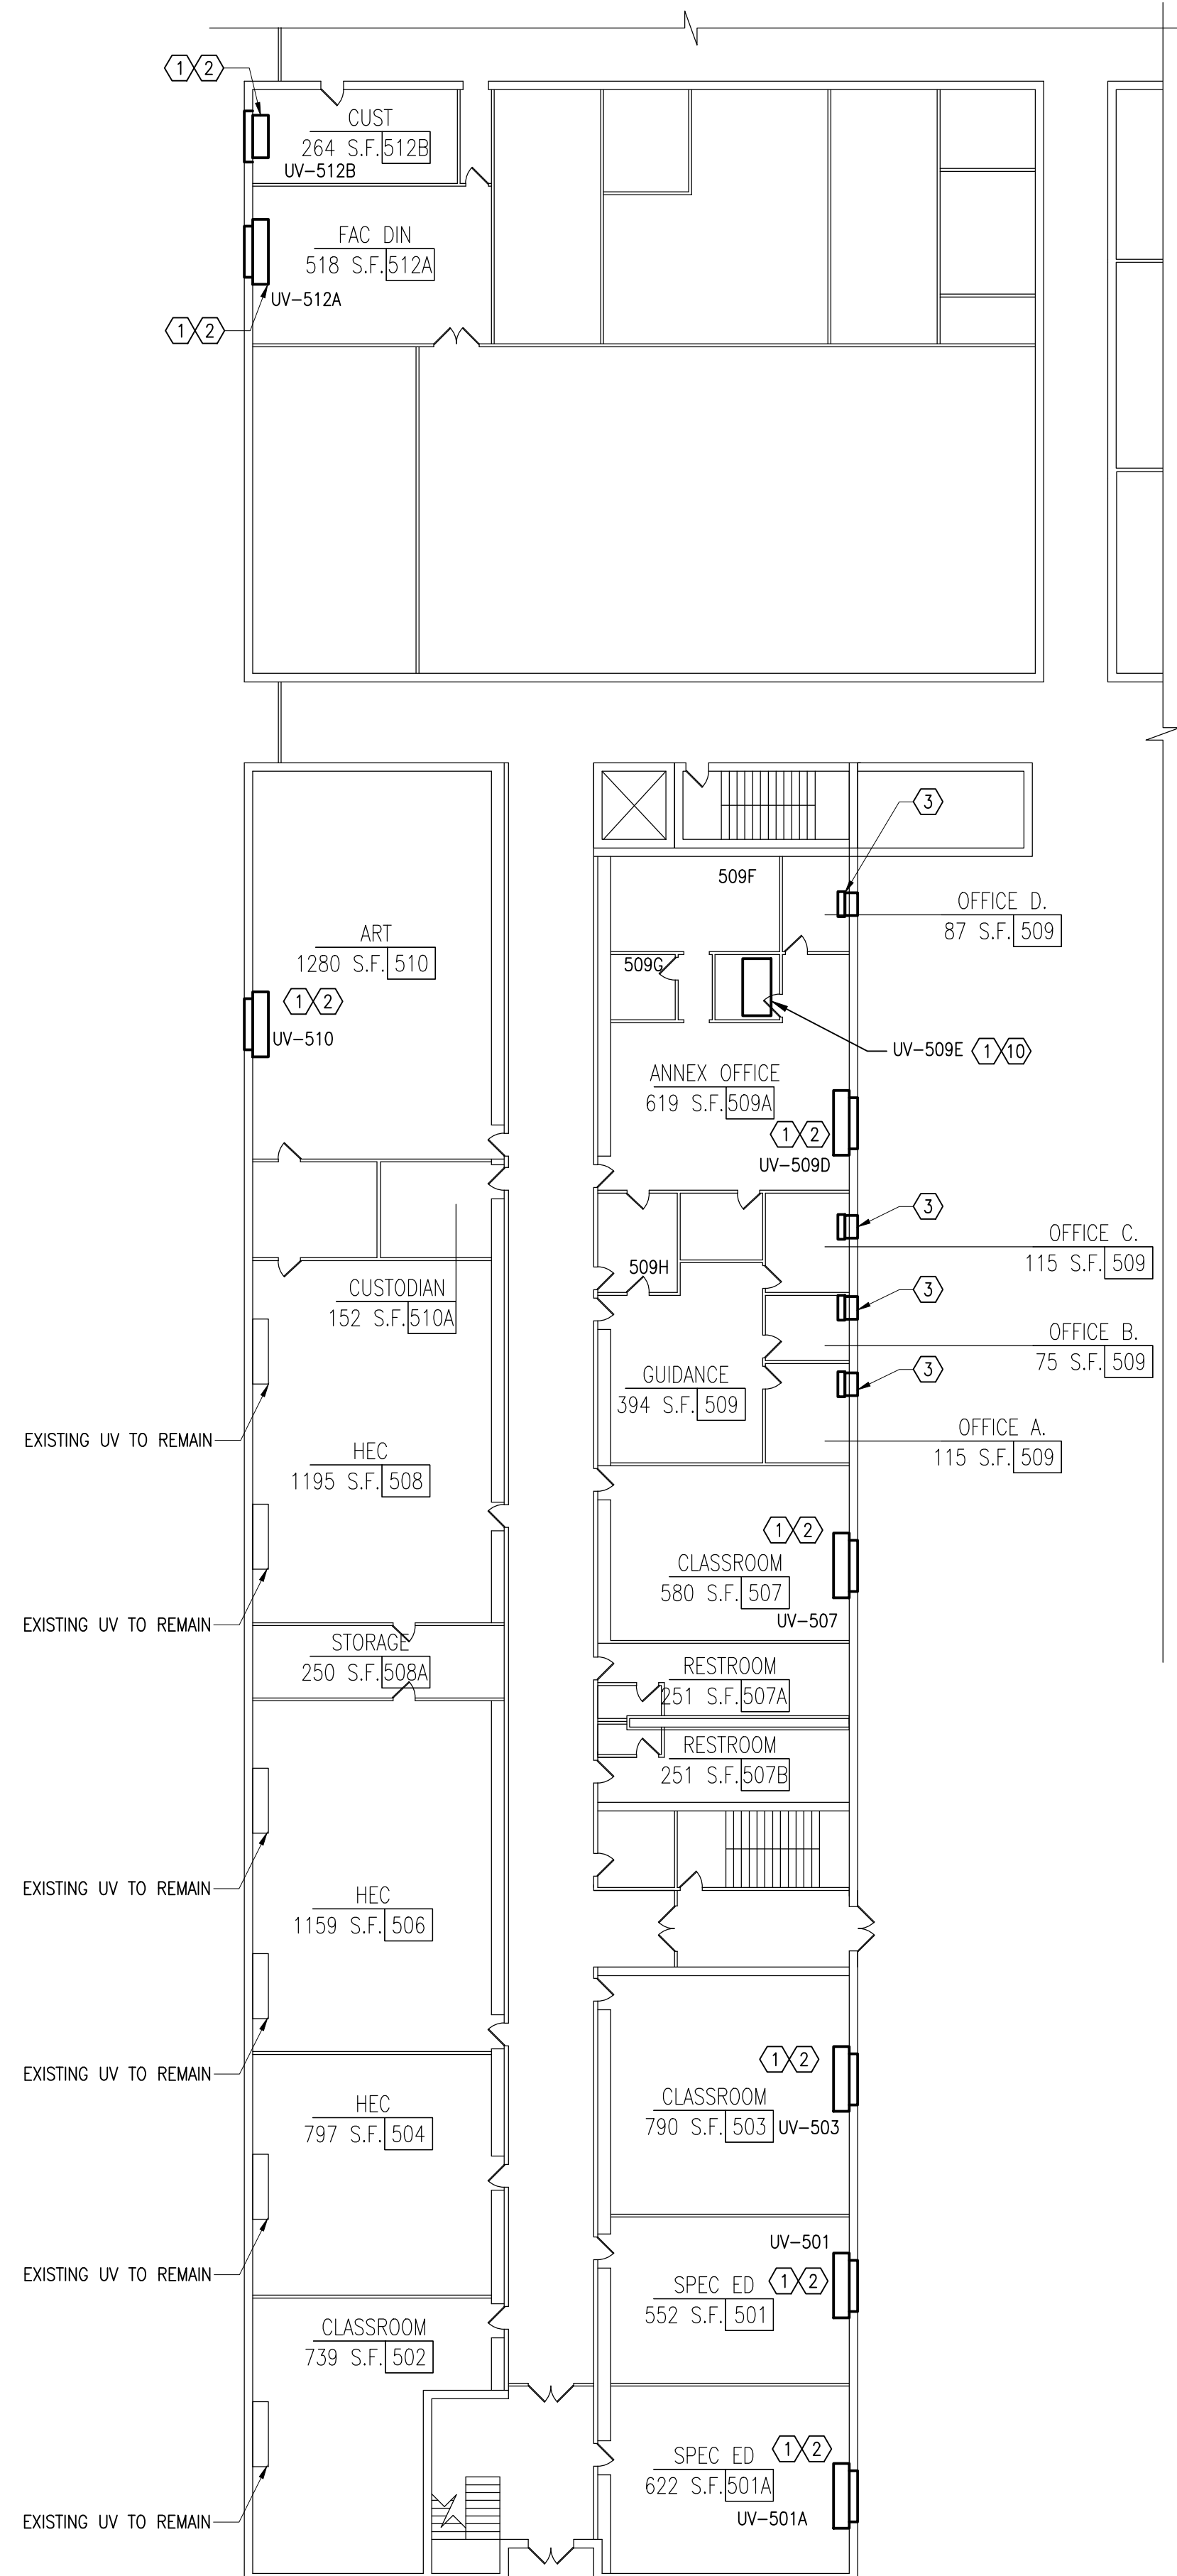 1 2
CUST
264 S.F. 512B
UV-512B
FAC DIN
518 S.F. 512A
UV-512A
1 2
3
509F
OFFICE D.
87 S.F. 509
ART
1280 S.F. 510
509G
1 2
UV-510
UV-509E 1 10
ANNEX OFFICE
619 S.F. 509A
1 2
UV-509D
3
OFFICE C.
115 S.F. 509
509H
CUSTODIAN
152 S.F. 510A
3
OFFICE B.
75 S.F. 509
GUIDANCE
394 S.F. 509
3
OFFICE A.
115 S.F. 509
EXISTING UV TO REMAIN
HEC
1195 S.F. 508
1 2
CLASSROOM
580 S.F. 507
UV-507
EXISTING UV TO REMAIN
STORAGE
250 S.F. 508A
RESTROOM
251 S.F. 507A
RESTROOM
251 S.F. 507B
EXISTING UV TO REMAIN
HEC
1159 S.F. 506
1 2
EXISTING UV TO REMAIN
CLASSROOM
790 S.F. 503
UV-503
HEC
797 S.F. 504
UV-501
1 2
EXISTING UV TO REMAIN
SPEC ED
552 S.F. 501
CLASSROOM
739 S.F. 502
1 2
SPEC ED
622 S.F. 501A
UV-501A
EXISTING UV TO REMAIN